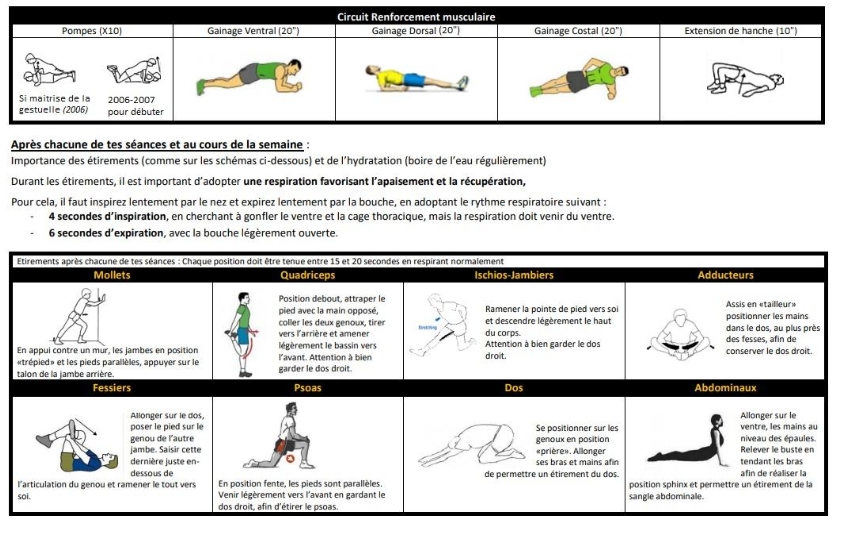 Circuit Renforcement musculaire
Pompes (X10)
Gainage Ventral (20")
Gainage Dorsal (20")
Gainage Costal (20")
Extension de hanche (10")
Si maitrise de la
gestuelle (2006)
2006-2007
pour débuter
Après chacune de tes séances et au cours de la semaine :
Importance des étirements (comme sur les schémas ci-dessous) et de l'hydratation (boire de l'eau régulièrement)
Durant les étirements, il est important d'adopter une respiration favorisant l'apaisement et la récupération,
Pour cela, il faut inspirez lentement par le nez et expirez lentement par la bouche, en adoptant le rythme respiratoire suivant :
- 4 secondes d'inspiration, en cherchant à gonfler le ventre et la cage thoracique, mais la respiration doit venir du ventre.
- 6 secondes d'expiration, avec la bouche légèrement ouverte.
Etirements après chacune de tes séances : Chaque position doit être tenue entre 15 et 20 secondes en respirant normalement
Mollets
En appui contre un mur, les jambes en position
«trépied» et les pieds parallèles, appuyer sur le
talon de la jambe arrière.
Quadriceps
Position debout, attraper le
pied avec la main opposé,
coller les deux genoux, tirer
vers l'arrière et amener
légèrement le bassin vers
l'avant. Attention à bien
garder le dos droit.
Ischios-Jambiers
Stretching
Ramener la pointe de pied vers soi
et descendre légèrement le haut
du corps.
Attention à bien garder le dos
droit.
Adducteurs
Assis en «tailleur»
positionner les mains
dans le dos, au plus près
des fesses, afin de
conserver le dos droit.
Fessiers
Allonger sur le dos,
poser le pied sur le
genou de l'autre
jambe. Saisir cette
dernière juste en-
dessous de
l'articulation du genou et ramener le tout vers
soi.
Psoas
En position fente, les pieds sont parallèles.
Venir légèrement vers l'avant en gardant le
dos droit, afin d'étirer le psoas.
Dos
Se positionner sur les
genoux en position
«prière». Allonger
ses bras et mains afin
de permettre un étirement du dos.
Abdominaux
Allonger sur le
ventre, les mains au
niveau des épaules.
Relever le buste en
tendant les bras
afin de réaliser la
position sphinx et permettre un étirement de la
sangle abdominale.